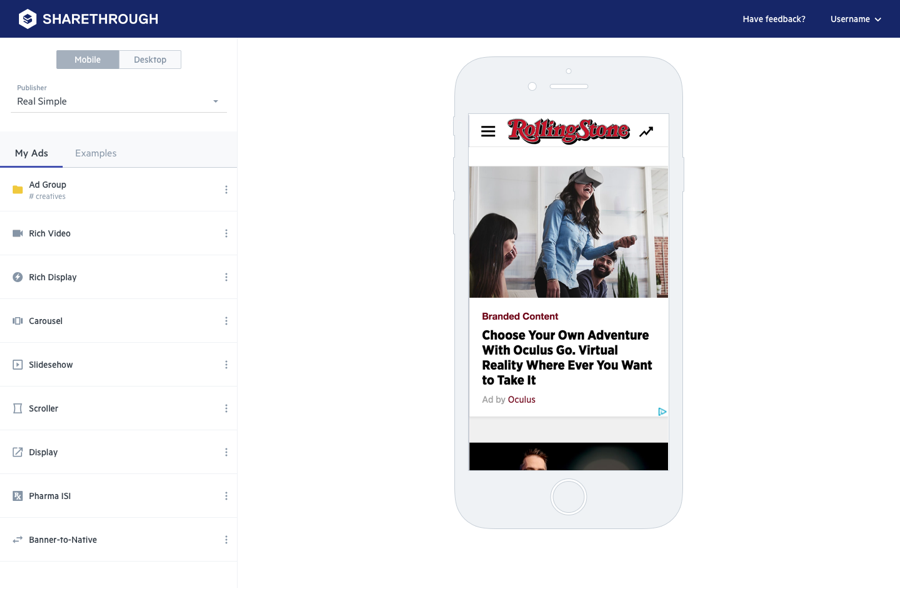 SHARETHROUGH
Have feedback?
Username
Mobile
Desktop
Publisher
Real Simple
My Ads
Examples
Ad Group
# creatives
Rich Video
Rich Display
Carousel
Slidesehow
Scroller
Display
Pharma ISI
Banner-to-Native
RollingStone
Branded Content
Choose Your Own Adventure
With Oculus Go. Virtual
Reality Where Ever You Want
to Take It
Ad by Oculus